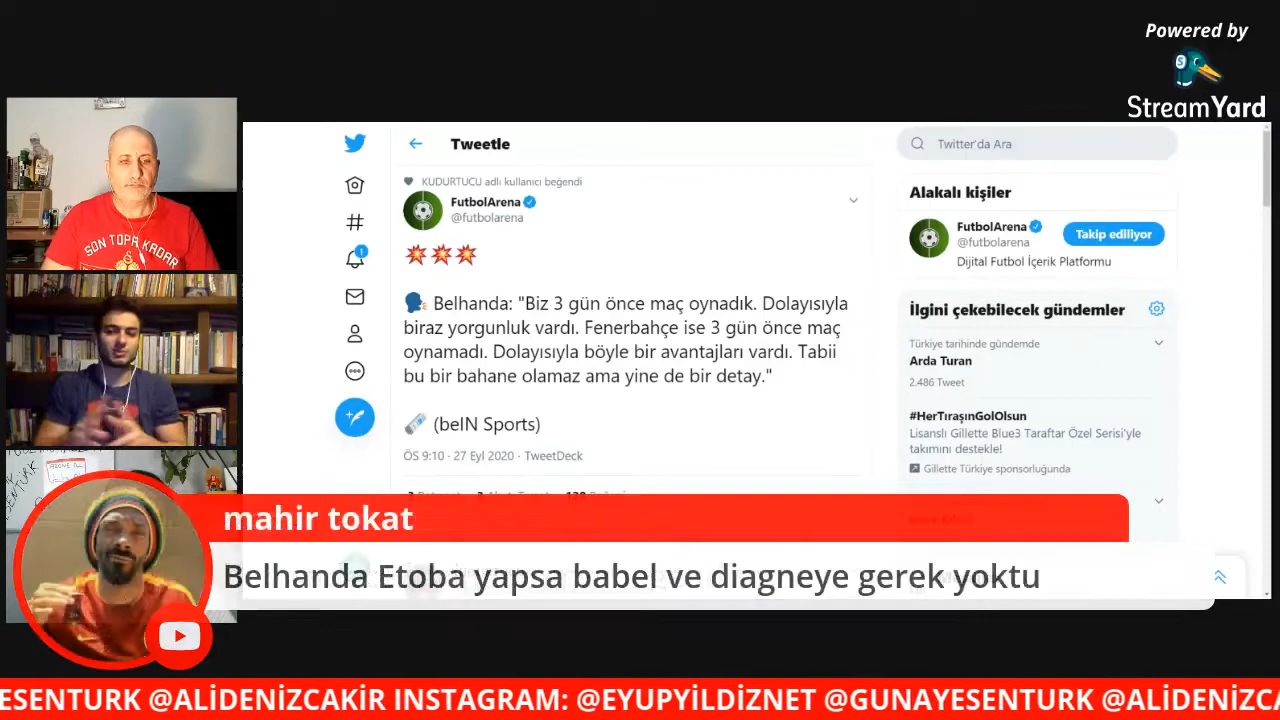 Powered by
StreamYard
Tweetle
Twitter'da Ara
KUDURTUCU adlı kullanıcı beğendi
FutbolArena
@futbolarena
Belhanda: "Biz 3 gün önce maç oynadık. Dolayısıyla
biraz yorgunluk vardı. Fenerbahçe ise 3 gün önce maç
oynamadı. Dolayısıyla böyle bir avantajları vardı. Tabii
bu bir bahane olamaz ama yine de bir detay."
(beIN Sports)
ÖS 9:10 · 27 Eyl 2020 · TweetDeck
Alakalı kişiler
FutbolArena
@futbolarena
Takip ediliyor
Dijital Futbol İçerik Platformu
İlgini çekebilecek gündemler
Türkiye tarihinde gündemde
Arda Turan
2.486 Tweet
#HerTıraşınGolOlsun
Lisanslı Gillette Blue3 Taraftar Özel Serisi'yle
takımını destekle!
Gillette Türkiye sponsorluğunda
1
SON TOPA KADAR
mahir tokat
Belhanda Etoba yapsa babel ve diagneye gerek yoktu
ESENTURK @ALİDENİZCAKİR INSTAGRAM: @EYUPYİLDİZNET @GUNAYESENTURK @ALİDENİZCA